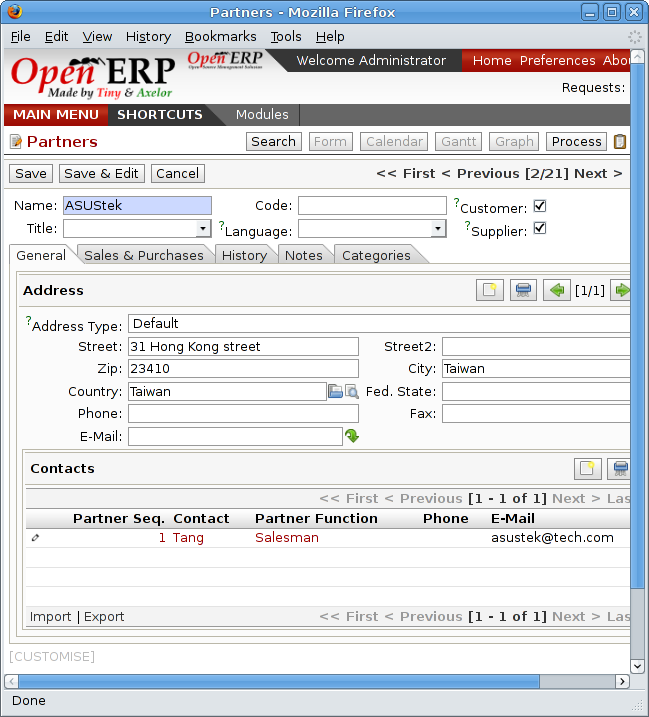 Partners - Mozilla Firefox
File Edit View History Bookmarks Tools Help
Open ERP
Made by Tiny & Axelor
Open ERP
Open Source Management Solution
Welcome Administrator
Home Preferences Abou
Requests:
MAIN MENU SHORTCUTS Modules
Partners Search Form Calendar Gantt Graph Process
Save Save & Edit Cancel << First < Previous [2/21] Next >
Name: ASUStek Code: ?Customer:
Title: ?Language: ?Supplier:
General Sales & Purchases History Notes Categories
Address [1/1]
?Address Type: Default
Street: 31 Hong Kong street Street2:
Zip: 23410 City: Taiwan
Country: Taiwan Fed. State:
Phone: Fax:
E-Mail:
Contacts
<< First < Previous [1 - 1 of 1] Next > Las
Partner Seq. Contact Partner Function Phone E-Mail
1 Tang Salesman asustek@tech.com
Import | Export << First < Previous [1 - 1 of 1] Next > Las
[CUSTOMISE]
Done